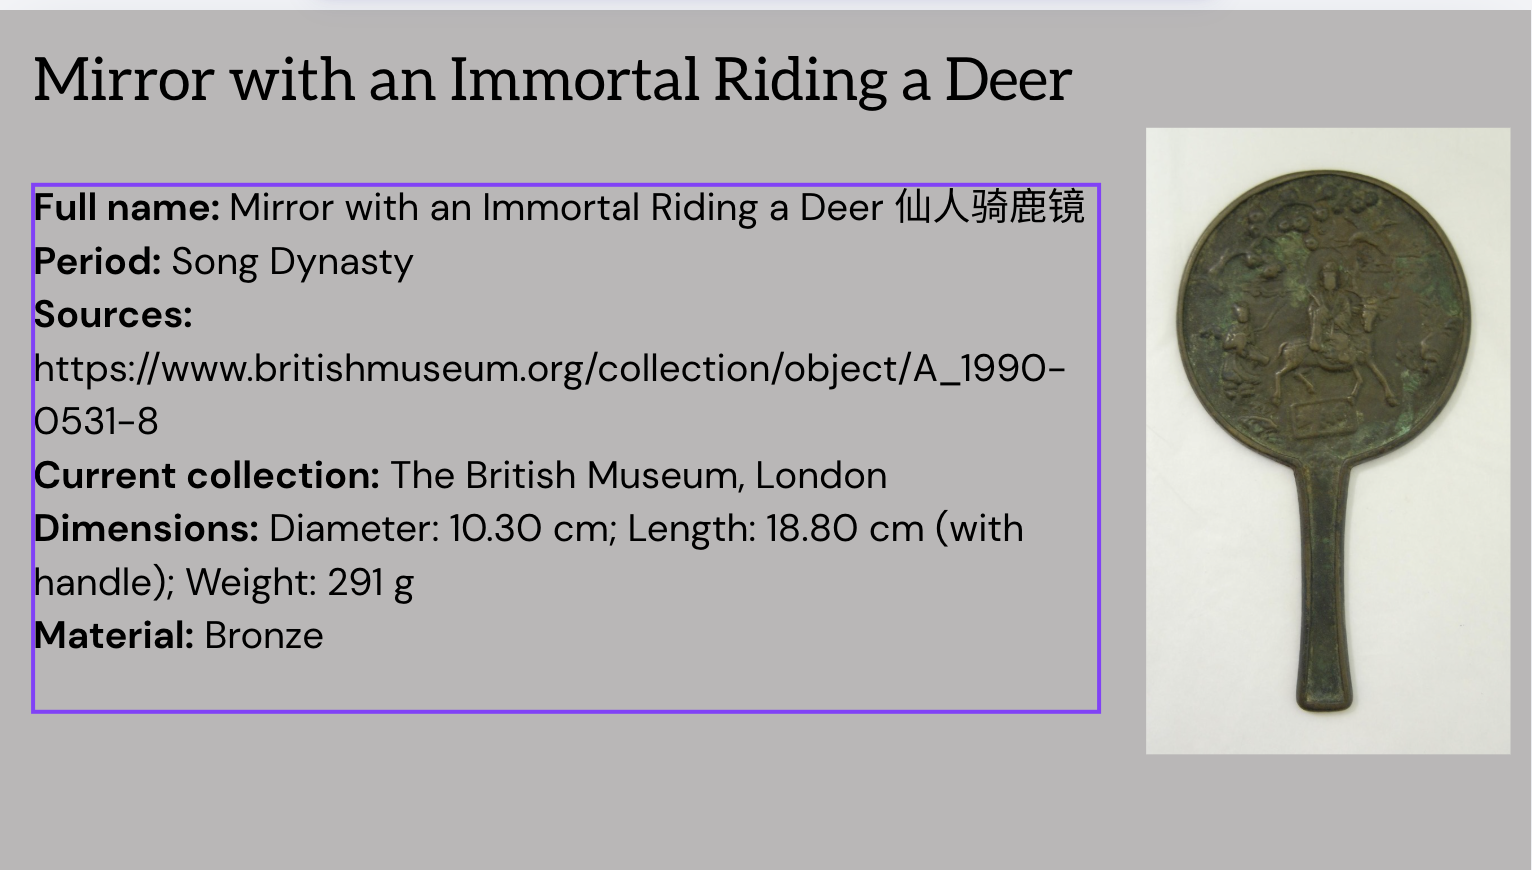 Mirror with an Immortal Riding a Deer
Full name: Mirror with an Immortal Riding a Deer 仙人骑鹿镜
Period: Song Dynasty
Sources:
https://www.britishmuseum.org/collection/object/A_1990-
0531-8
Current collection: The British Museum, London
Dimensions: Diameter: 10.30 cm; Length: 18.80 cm (with
handle); Weight: 291 g
Material: Bronze